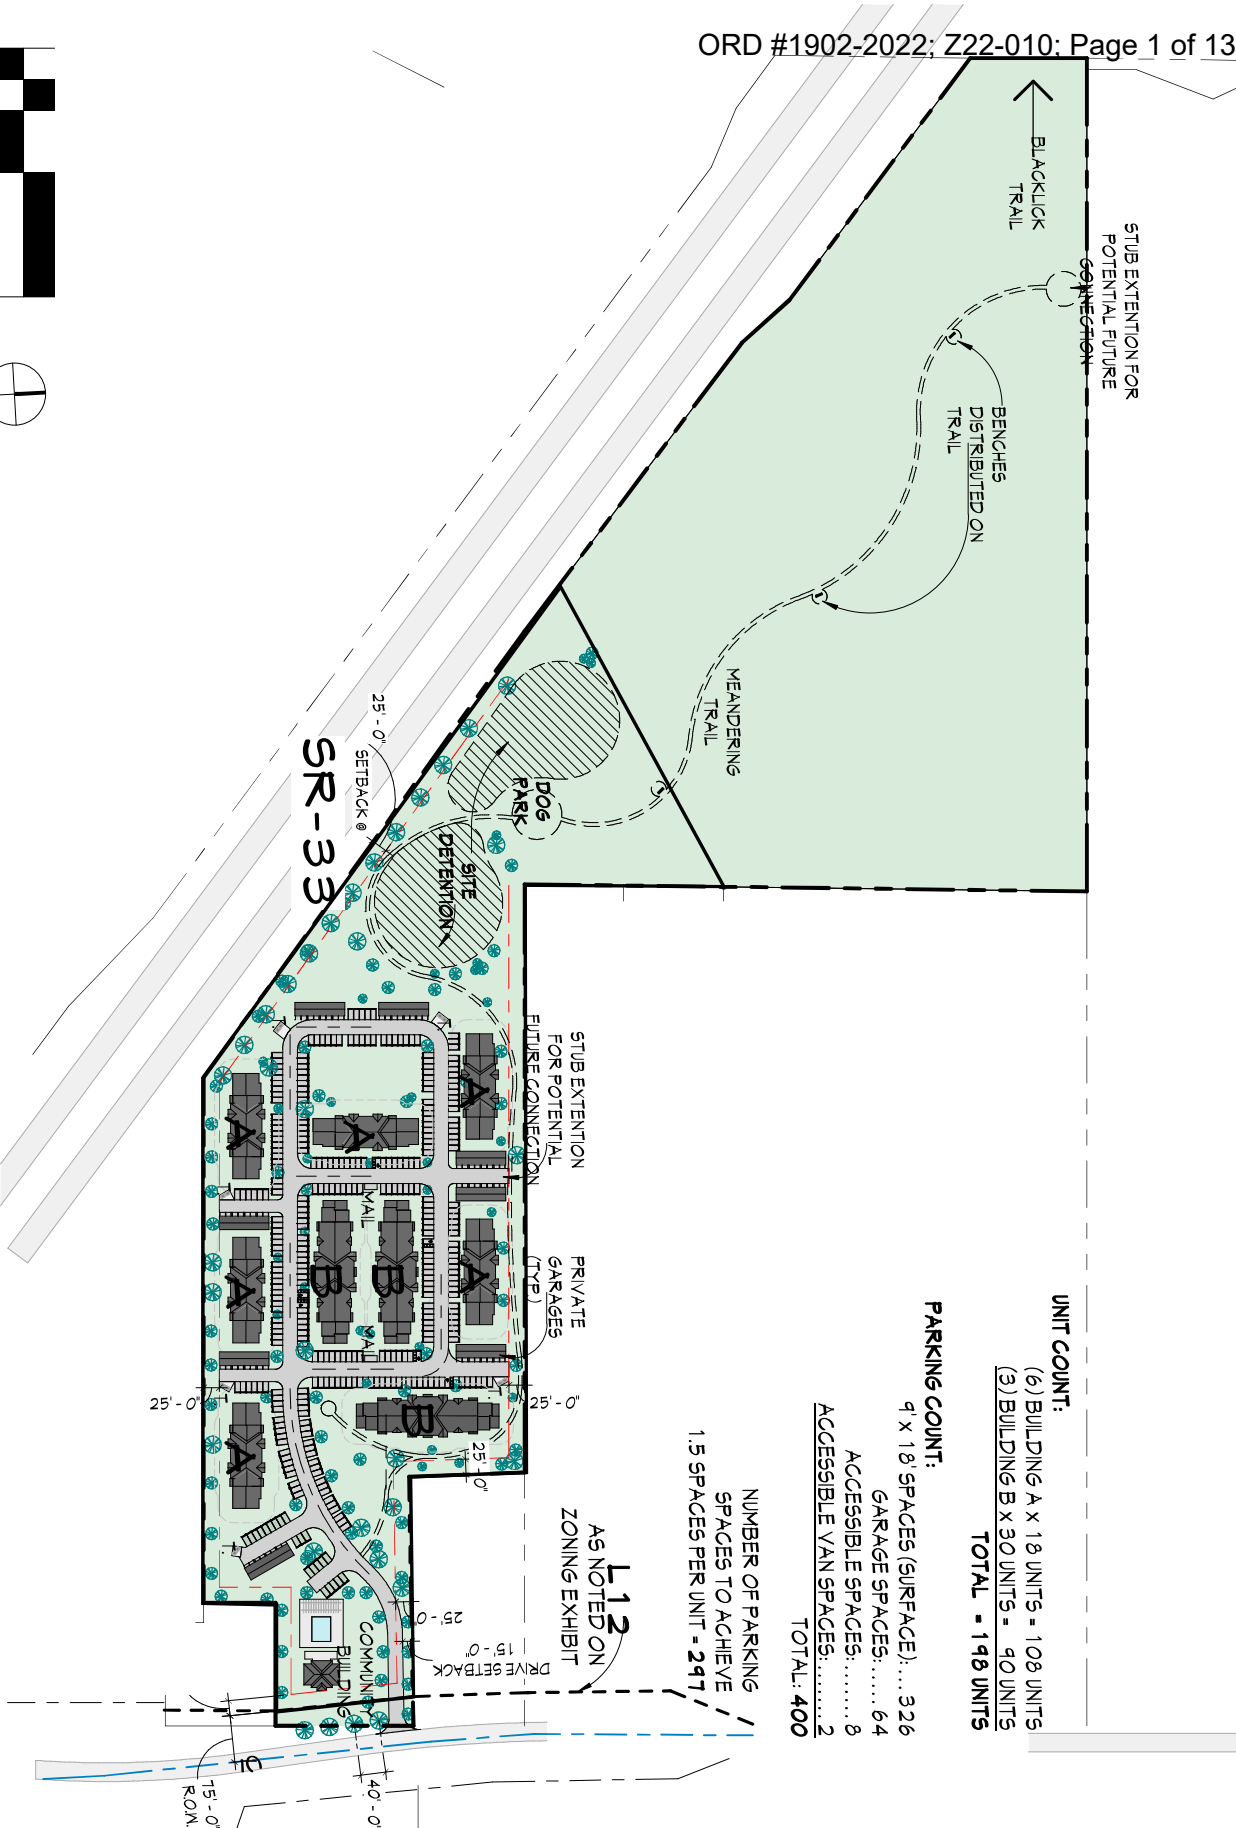 ORD #1902-2022; Z22-010; Page 1 of 13
BLACKLICK
TRAIL
STUB EXTENTION FOR
POTENTIAL FUTURE
CONNECTION
BENCHES
DISTRIBUTED ON
TRAIL
MEANDERING
TRAIL
25'-0"
SETBACK @
SR-33
DOG
PARK
SITE
DETENTION
STUB EXTENTION
FOR POTENTIAL
FUTURE CONNECTION
A
A
A
MAIL
PRIVATE
GARAGES
(TYP.)
A
B
B
A
MAIL
25'-0"
25'-0"
B
A
25'-0"
UNIT COUNT:
(6) BUILDING A X 18 UNITS = 108 UNITS
(3) BUILDING B X 30 UNITS = 90 UNITS
TOTAL = 198 UNITS
PARKING COUNT:
9' X 18' SPACES (SURFACE):... 326
GARAGE SPACES:...... 64
ACCESSIBLE SPACES:....... 8
ACCESSIBLE VAN SPACES:........ 2
TOTAL: 400
NUMBER OF PARKING
SPACES TO ACHIEVE
1.5 SPACES PER UNIT = 297
L12
AS NOTED ON
ZONING EXHIBIT
25'-0"
15'-0"
DRIVE SETBACK
COMMUNITY
BUILDING
40'-0"
75'-0"
R.O.W.